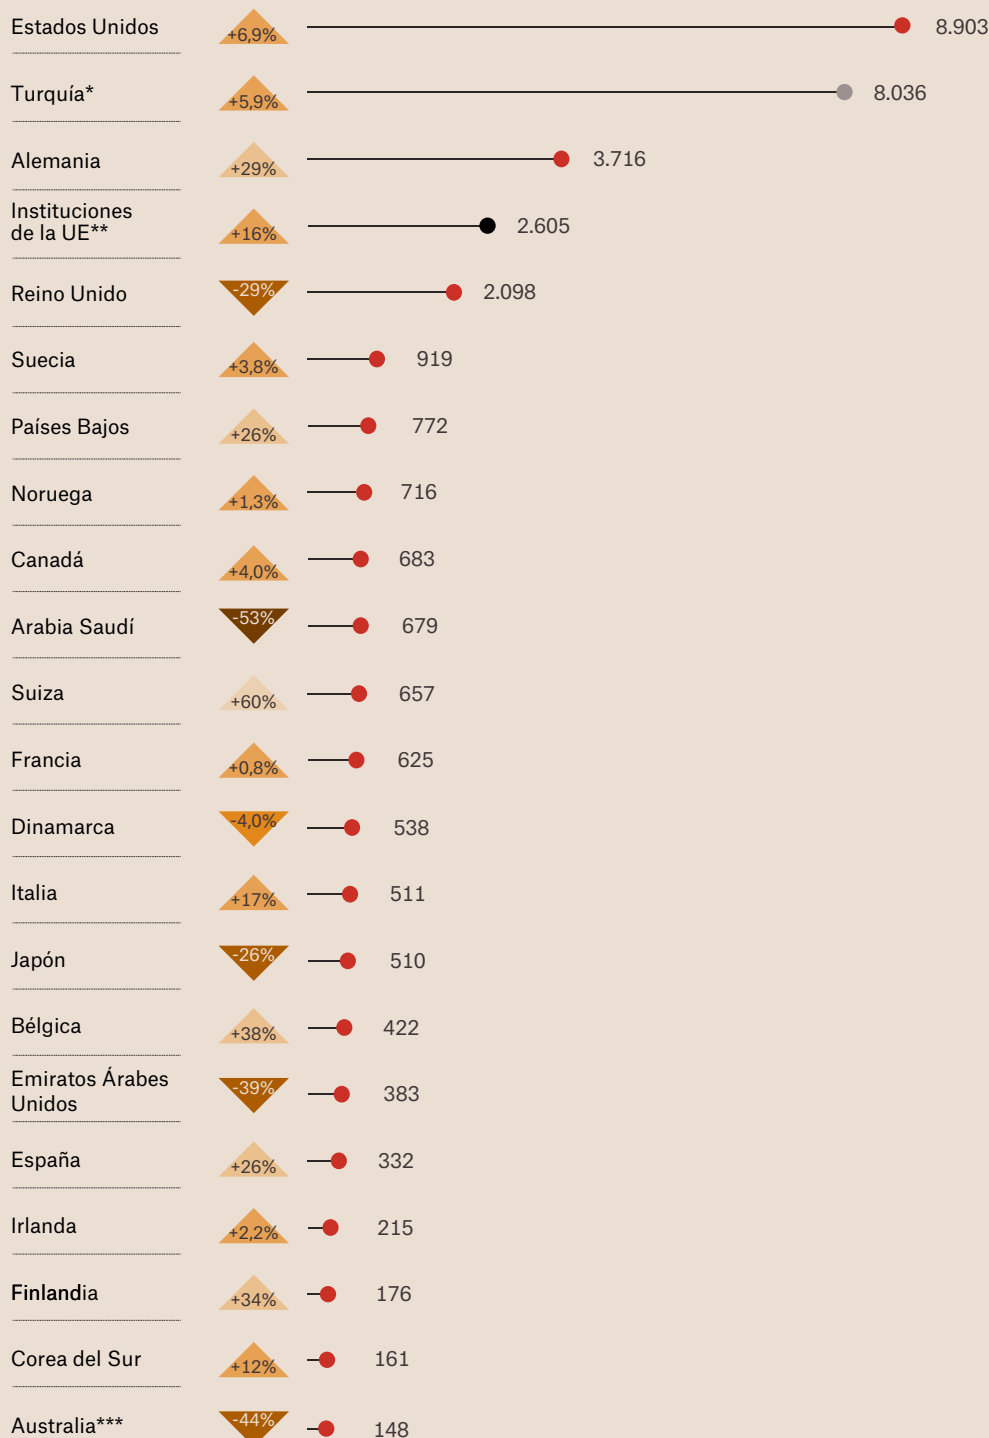 Estados Unidos +6,9% 8.903
Turquía* +5,9% 8.036
Alemania +29% 3.716
Instituciones
de la UE** +16% 2.605
Reino Unido -29% 2.098
Suecia +3,8% 919
Países Bajos +26% 772
Noruega +1,3% 716
Canadá +4,0% 683
Arabia Saudí -53% 679
Suiza +60% 657
Francia +0,8% 625
Dinamarca -4,0% 538
Italia +17% 511
Japón -26% 510
Bélgica +38% 422
Emiratos Árabes
Unidos -39% 383
España +26% 332
Irlanda +2,2% 215
Finlandia +34% 176
Corea del Sur +12% 161
Australia*** -44% 148